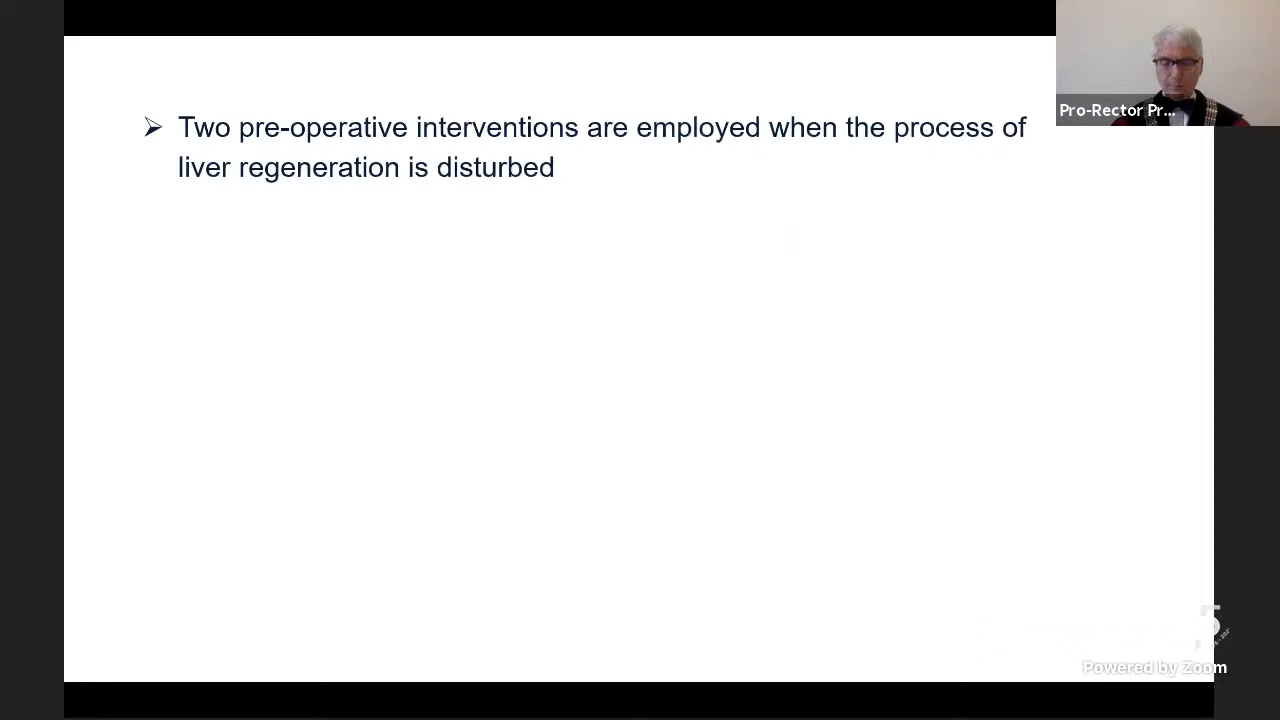 Two pre-operative interventions are employed when the process of
liver regeneration is disturbed
Pro-Rector Pr...
5
Powered by Zoom